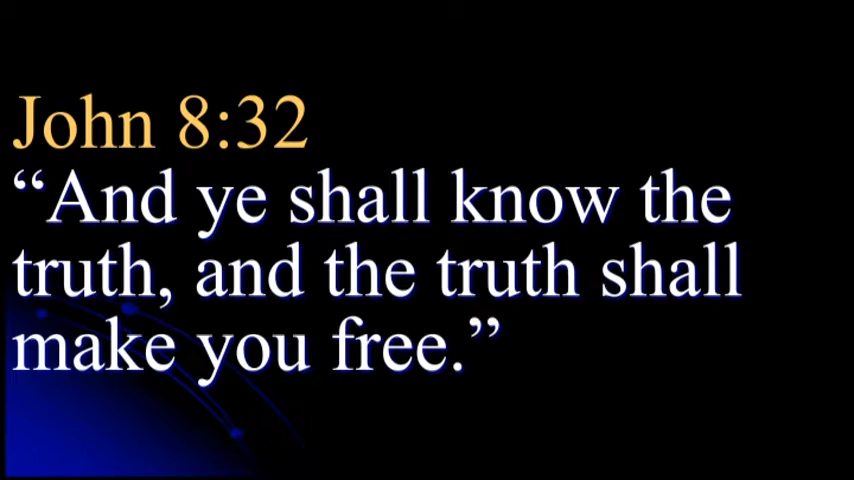 John 8:32
“And ye shall know the
truth, and the truth shall
make you free.”